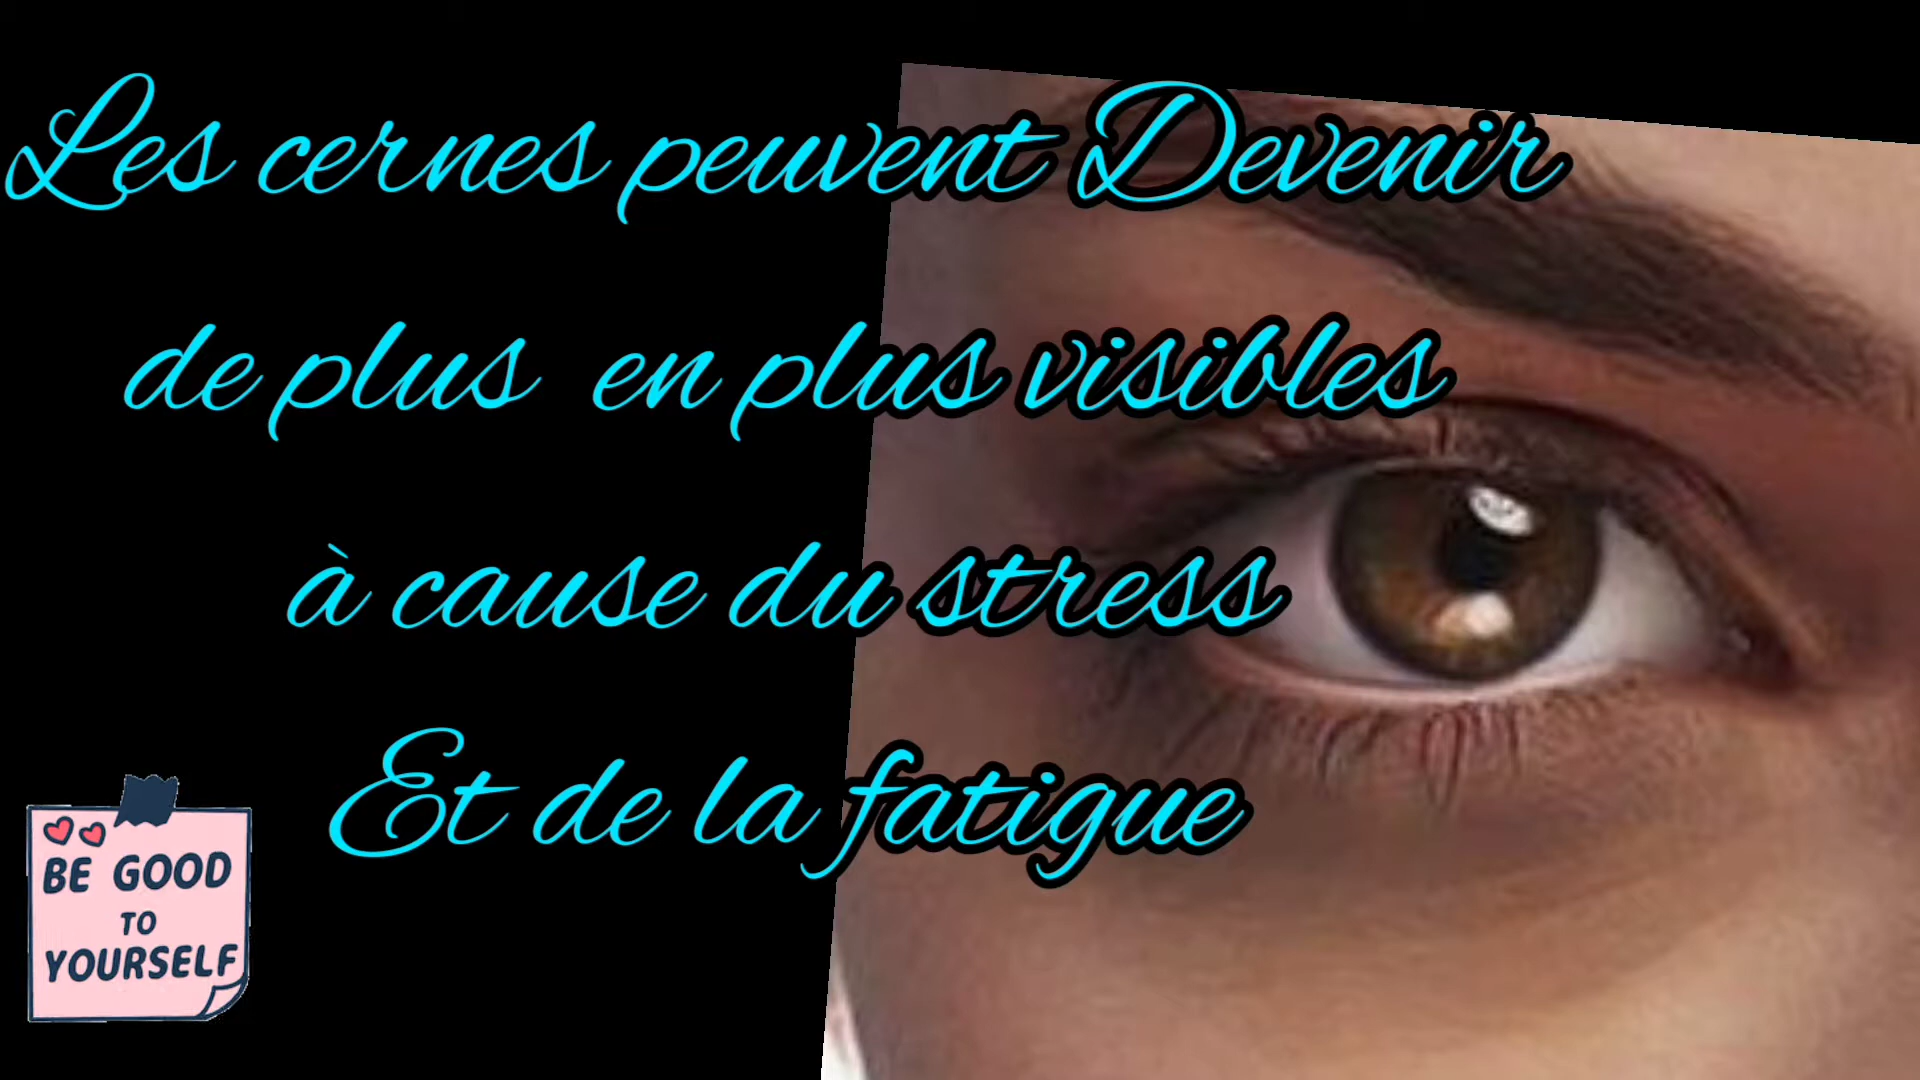 Les cernes peuvent Devenir
de plus en plus visibles
à cause du stress
Et de la fatigue
BE GOOD
TO
YOURSELF